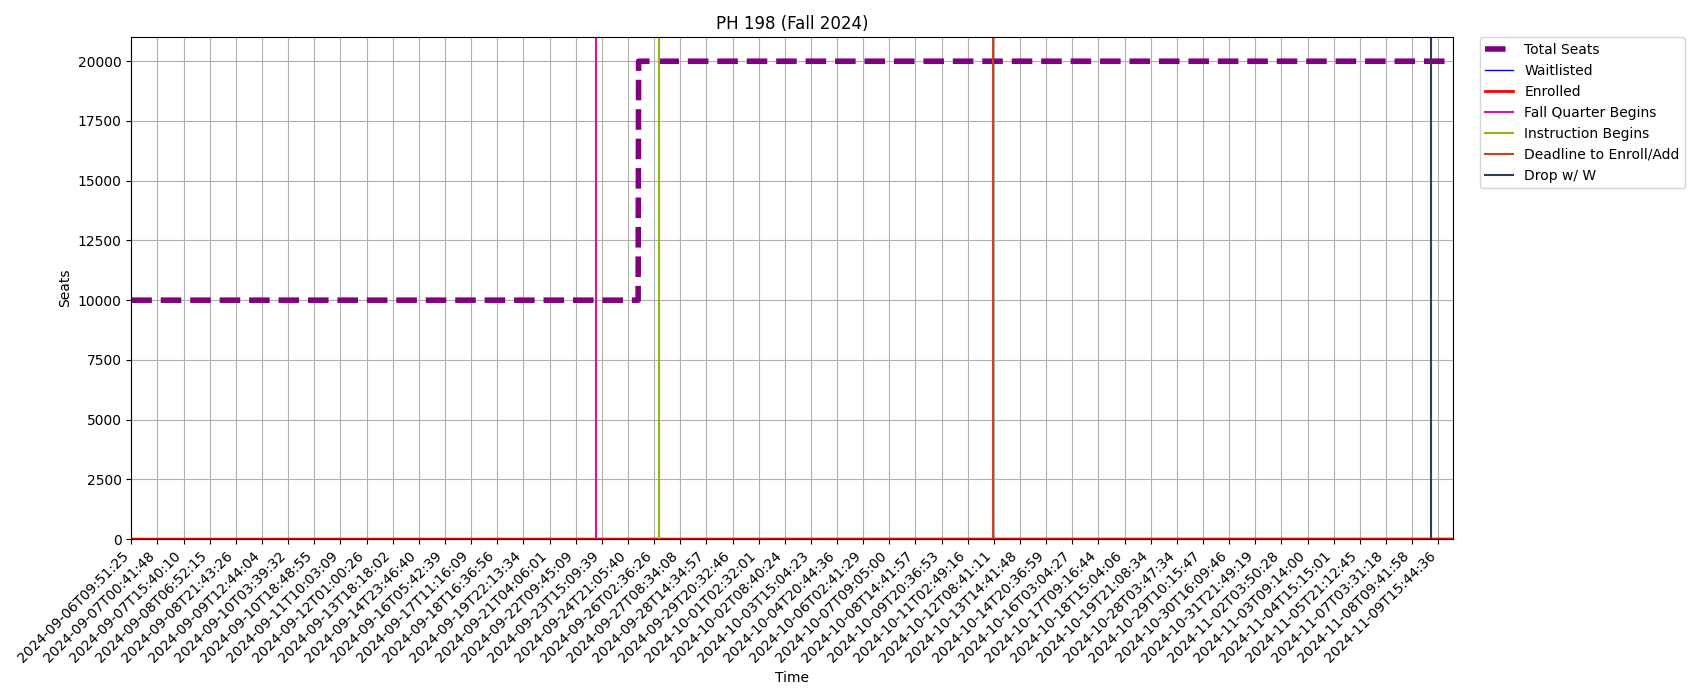 PH 198 (Fall 2024)
Total Seats
Waitlisted
Enrolled
Fall Quarter Begins
Instruction Begins
Deadline to Enroll/Add
Drop w/ W
Seats
20000
17500
15000
12500
10000
7500
5000
2500
0
2024-09-06T09:51:25
2024-09-07T00:41:48
2024-09-07T15:40:10
2024-09-08T06:52:15
2024-09-08T21:43:26
2024-09-09T12:44:04
2024-09-10T03:39:32
2024-09-10T18:48:55
2024-09-11T10:03:09
2024-09-12T01:00:26
2024-09-13T18:18:02
2024-09-14T23:46:40
2024-09-16T05:42:39
2024-09-17T11:16:09
2024-09-18T16:36:56
2024-09-19T22:13:34
2024-09-21T04:06:01
2024-09-22T09:45:09
2024-09-23T15:09:39
2024-09-24T21:05:40
2024-09-26T02:36:26
2024-09-27T08:34:08
2024-09-28T14:34:57
2024-09-29T20:32:46
2024-10-01T02:32:01
2024-10-02T08:40:24
2024-10-03T15:04:23
2024-10-04T20:44:36
2024-10-06T02:41:29
2024-10-07T09:05:00
2024-10-08T14:41:57
2024-10-09T20:36:53
2024-10-11T02:49:16
2024-10-12T08:41:11
2024-10-13T14:41:48
2024-10-14T20:36:59
2024-10-16T03:04:27
2024-10-17T09:16:44
2024-10-18T15:04:06
2024-10-19T21:08:34
2024-10-28T03:47:34
2024-10-29T10:15:47
2024-10-30T16:09:46
2024-10-31T21:49:19
2024-11-02T03:50:28
2024-11-03T09:14:00
2024-11-04T15:15:01
2024-11-05T21:12:45
2024-11-07T03:31:18
2024-11-08T09:41:58
2024-11-09T15:44:36
Time